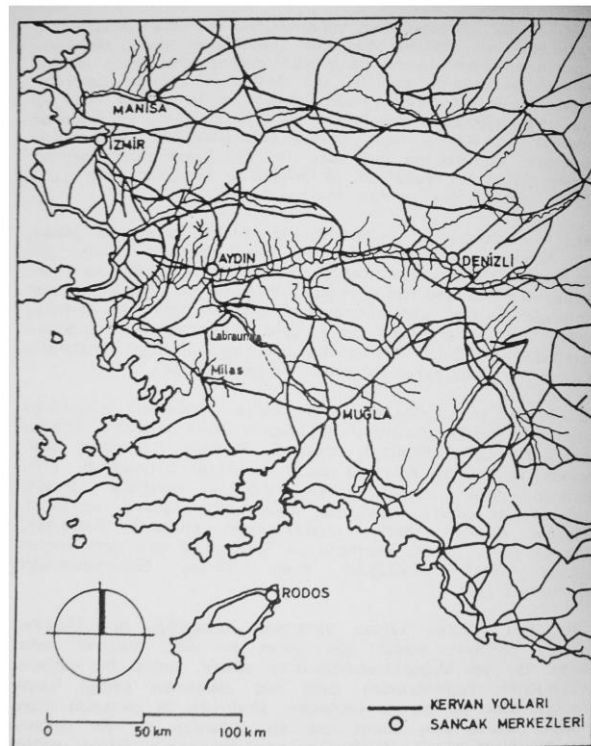 MANİSA
İZMİR
AYDIN
DENİZLİ
Labraunda
Milas
MUĞLA
RODOS
KERVAN YOLLARI
SANCAK MERKEZLERİ
0 50 km 100 km